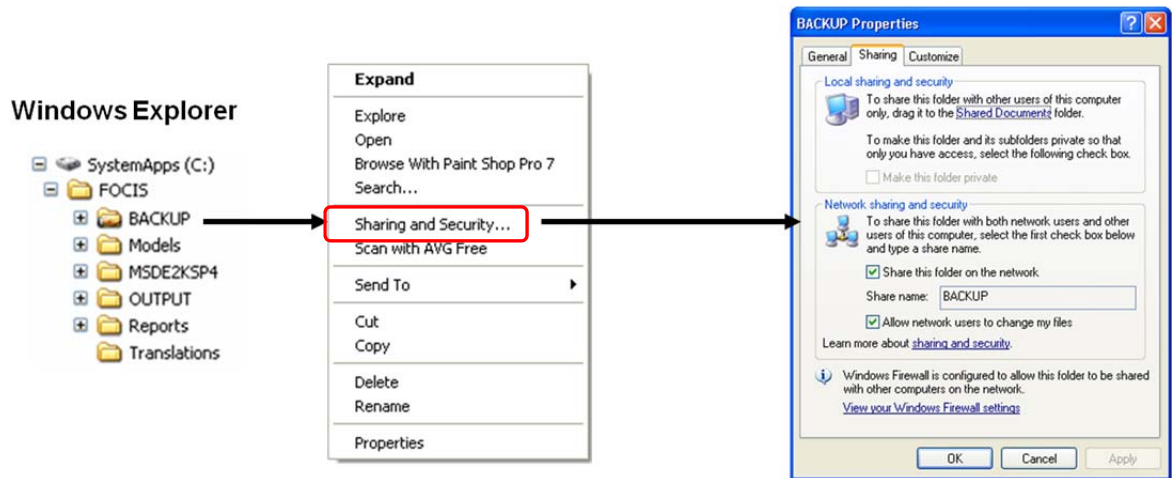 Windows Explorer
SystemApps (C:)
FOCIS
BACKUP
Models
MSDE2KSP4
OUTPUT
Reports
Translations
Expand
Explore
Open
Browse With Paint Shop Pro 7
Search...
Sharing and Security...
Scan with AVG Free
Send To
Cut
Copy
Delete
Rename
Properties
BACKUP Properties
General Sharing Customize
Local sharing and security
To share this folder with other users of this computer
only, drag it to the Shared Documents folder.
To make this folder and its subfolders private so that
only you have access, select the following check box.
Make this folder private
Network sharing and security
To share this folder with both network users and other
users of this computer, select the first check box below
and type a share name.
Share this folder on the network
Share name: BACKUP
Allow network users to change my files
Learn more about sharing and security.
Windows Firewall is configured to allow this folder to be shared
with other computers on the network.
View your Windows Firewall settings
OK Cancel Apply